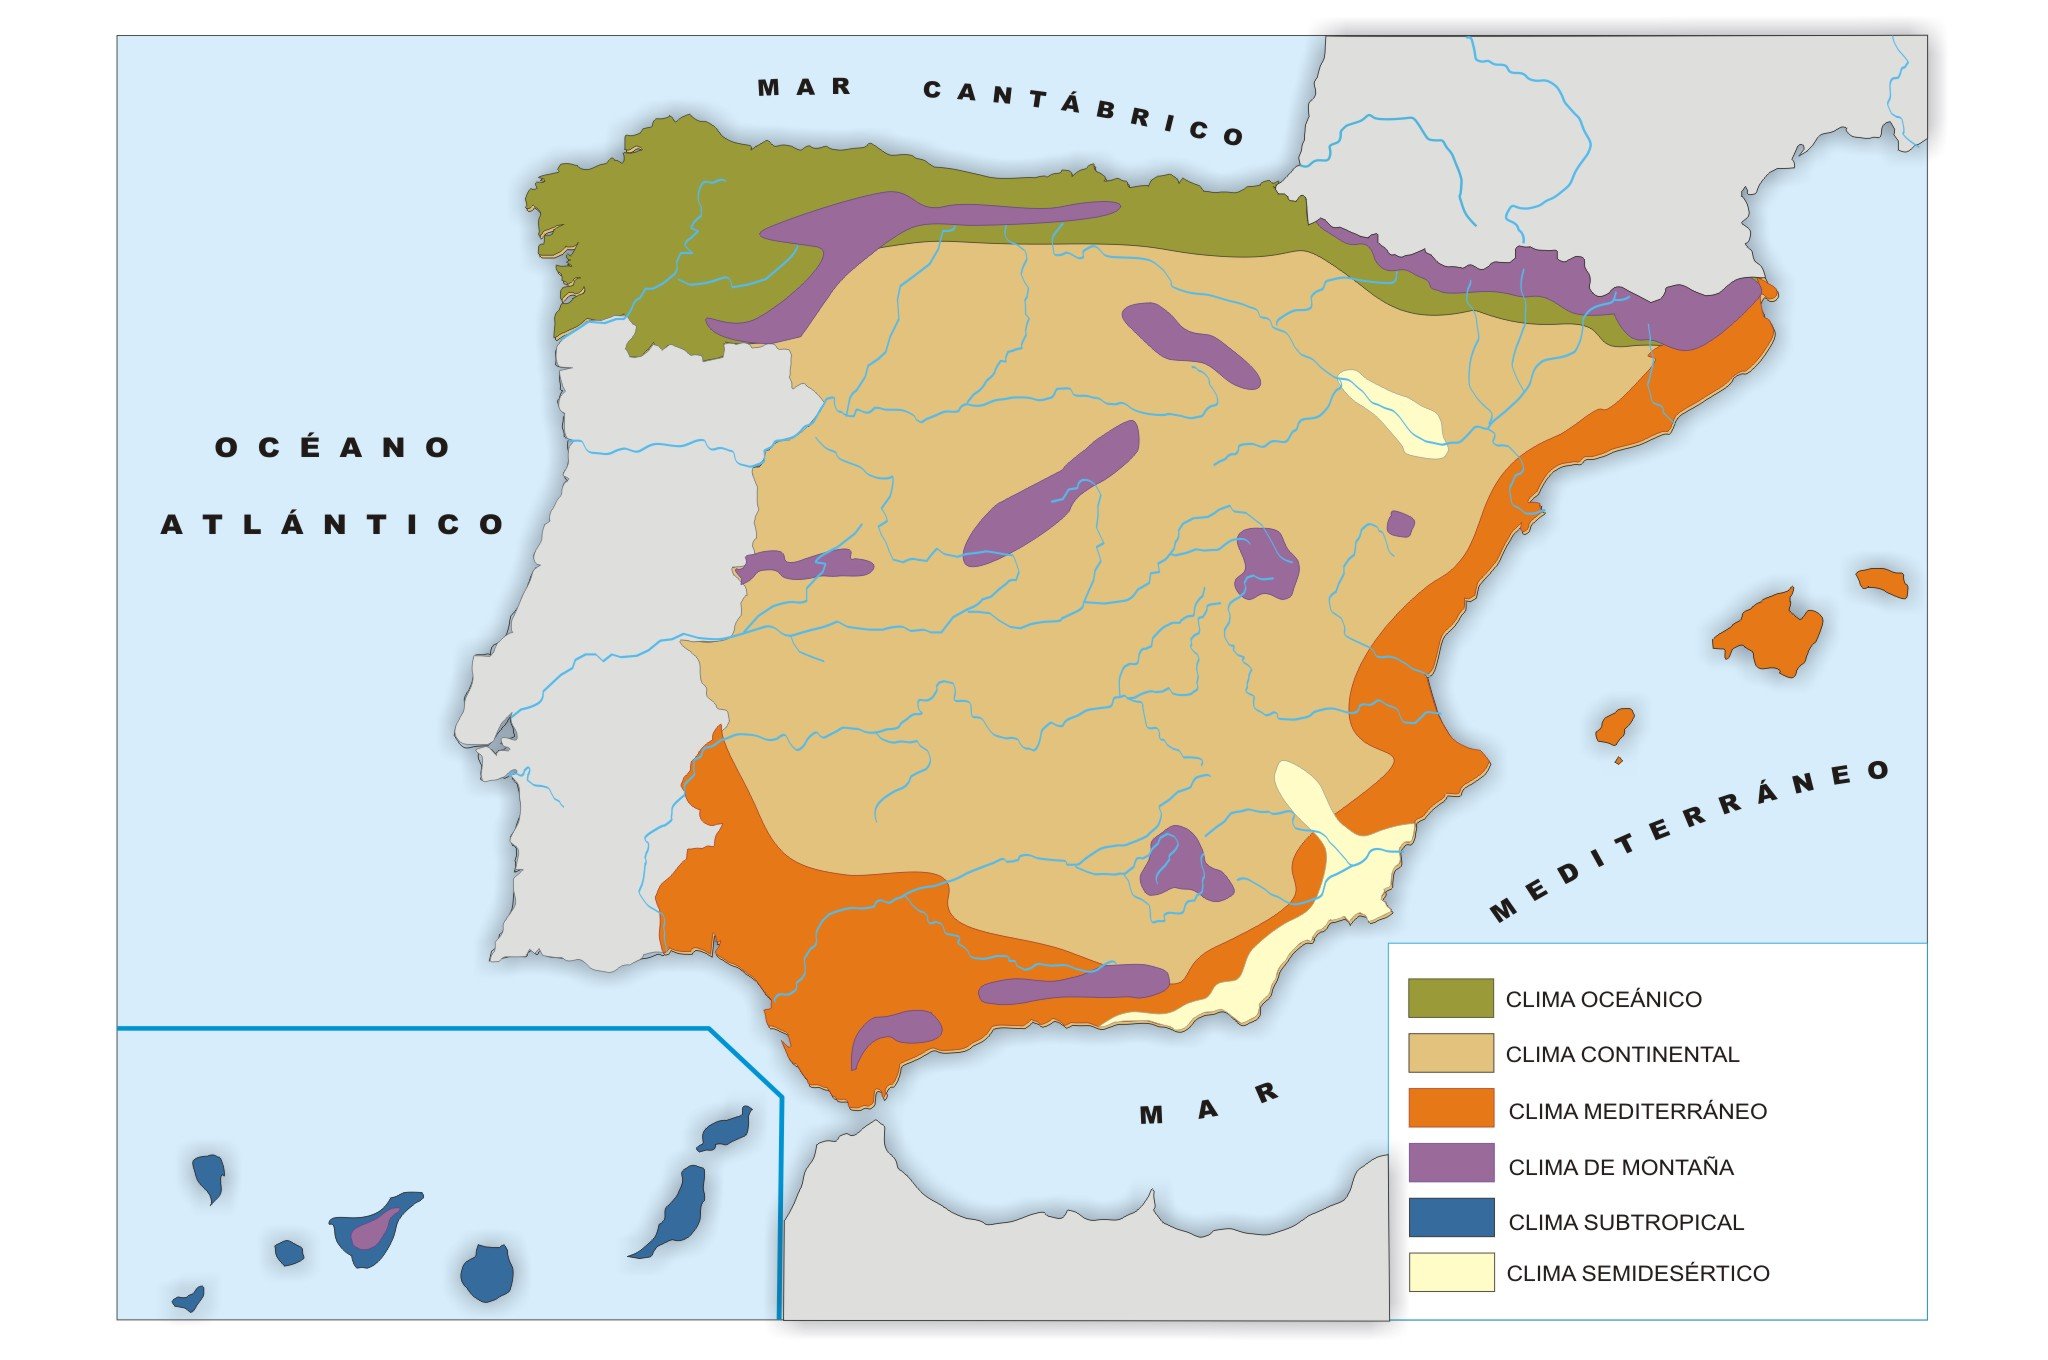 MAR CANTÁBRICO
OCÉANO
ATLÁNTICO
MAR MEDITERRÁNEO
CLIMA OCEÁNICO
CLIMA CONTINENTAL
CLIMA MEDITERRÁNEO
CLIMA DE MONTAÑA
CLIMA SUBTROPICAL
CLIMA SEMIDESÉRTICO